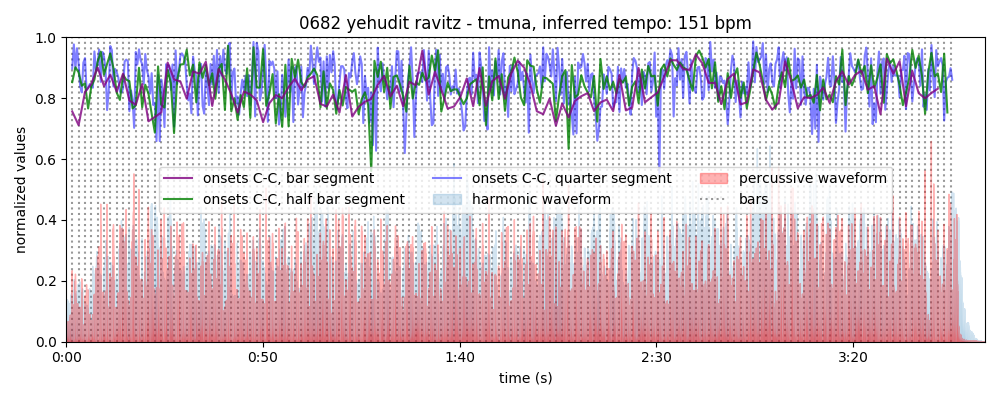 0682 yehudit ravitz - tmuna, inferred tempo: 151 bpm
1.0
0.8
0.6
0.4
0.2
0.0
normalized values
onsets C-C, bar segment
onsets C-C, half bar segment
onsets C-C, quarter segment
harmonic waveform
percussive waveform
bars
0:00
0:50
1:40
2:30
3:20
time (s)